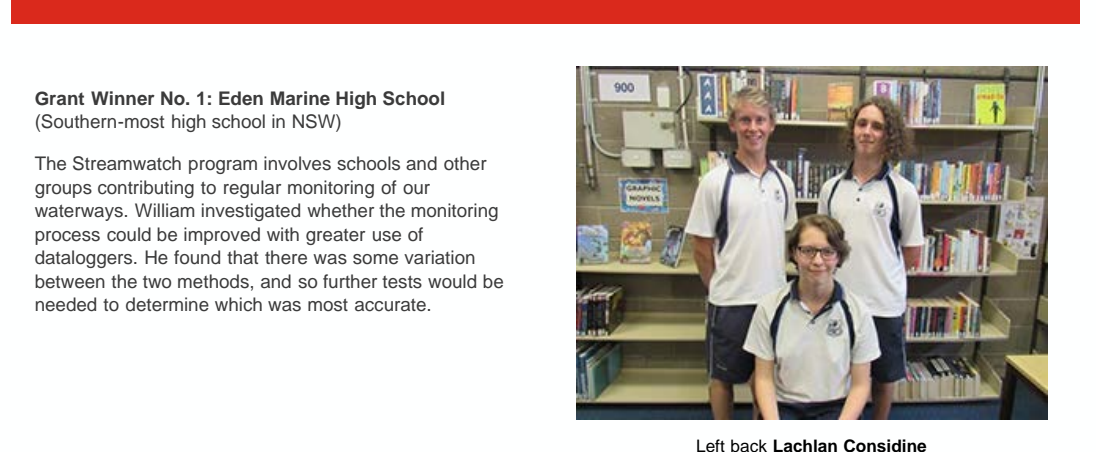 Grant Winner No. 1: Eden Marine High School
(Southern-most high school in NSW)
The Streamwatch program involves schools and other
groups contributing to regular monitoring of our
waterways. William investigated whether the monitoring
process could be improved with greater use of
dataloggers. He found that there was some variation
between the two methods, and so further tests would be
needed to determine which was most accurate.
900
A
A
A
GRAPHIC
NOVELS
Left back Lachlan Considine